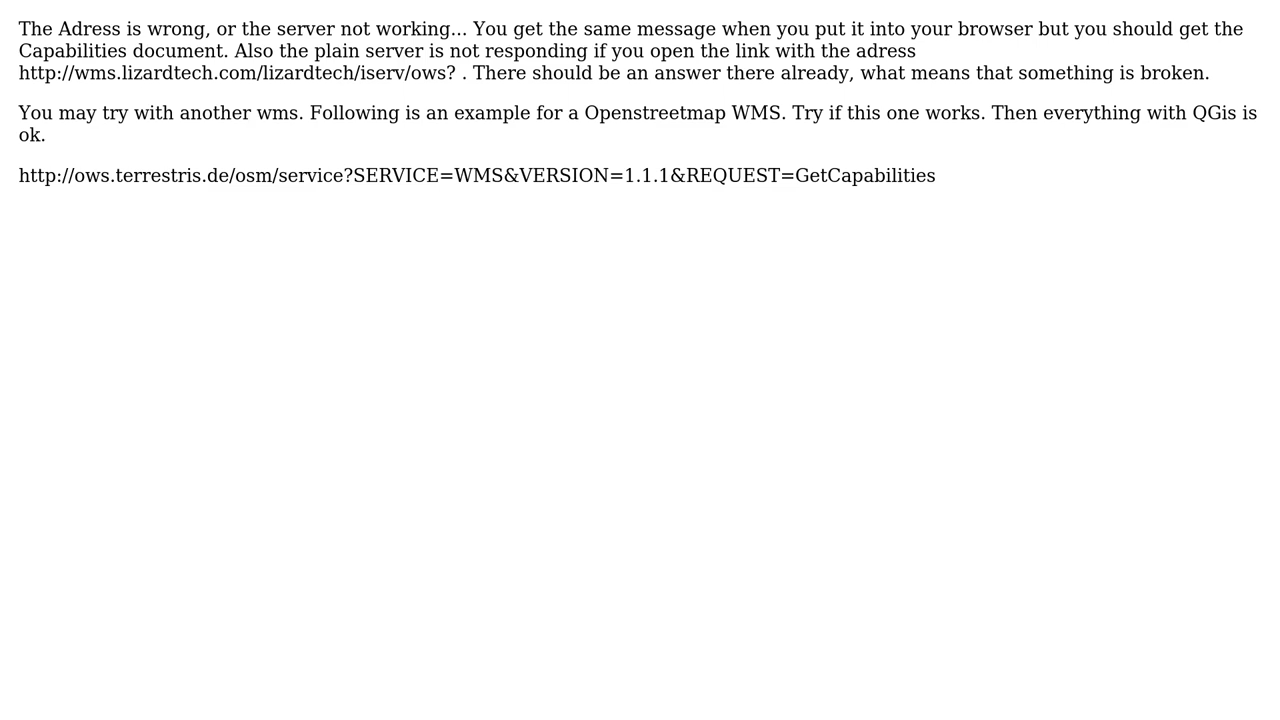 The Adress is wrong, or the server not working... You get the same message when you put it into your browser but you should get the
Capabilities document. Also the plain server is not responding if you open the link with the adress
http://wms.lizardtech.com/lizardtech/iserv/ows? . There should be an answer there already, what means that something is broken.
You may try with another wms. Following is an example for a Openstreetmap WMS. Try if this one works. Then everything with QGis is
ok.
http://ows.terrestris.de/osm/service?SERVICE=WMS&VERSION=1.1.1&REQUEST=GetCapabilities